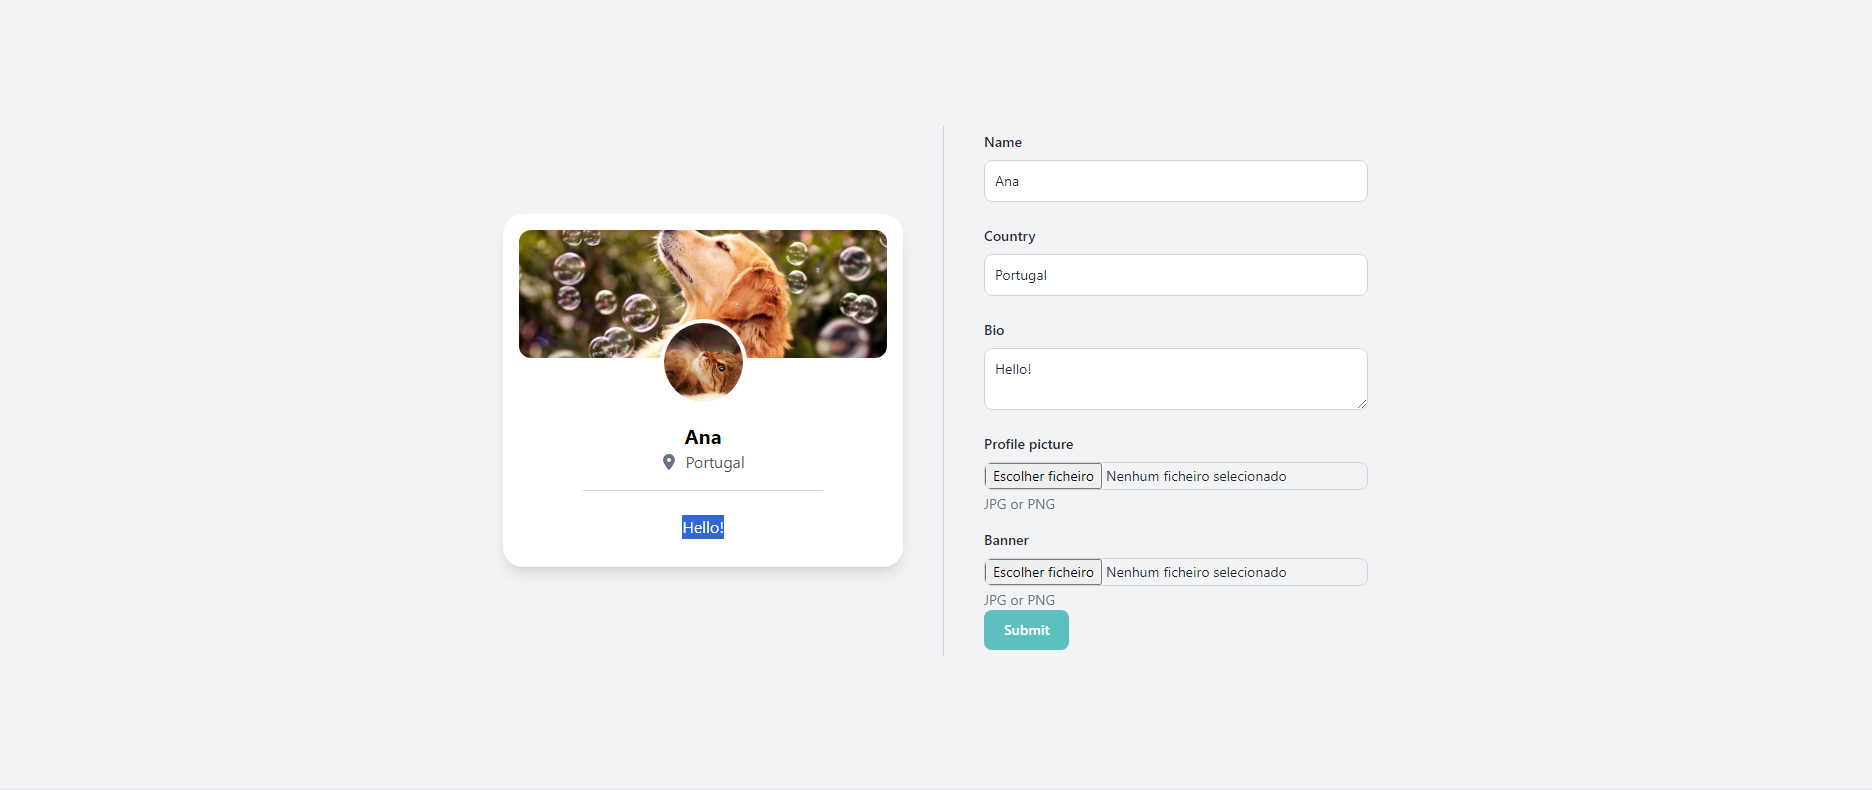 Ana
Portugal
Hello!
Name
Ana
Country
Portugal
Bio
Hello!
Profile picture
Escolher ficheiro Nenhum ficheiro selecionado
JPG or PNG
Banner
Escolher ficheiro Nenhum ficheiro selecionado
JPG or PNG
Submit